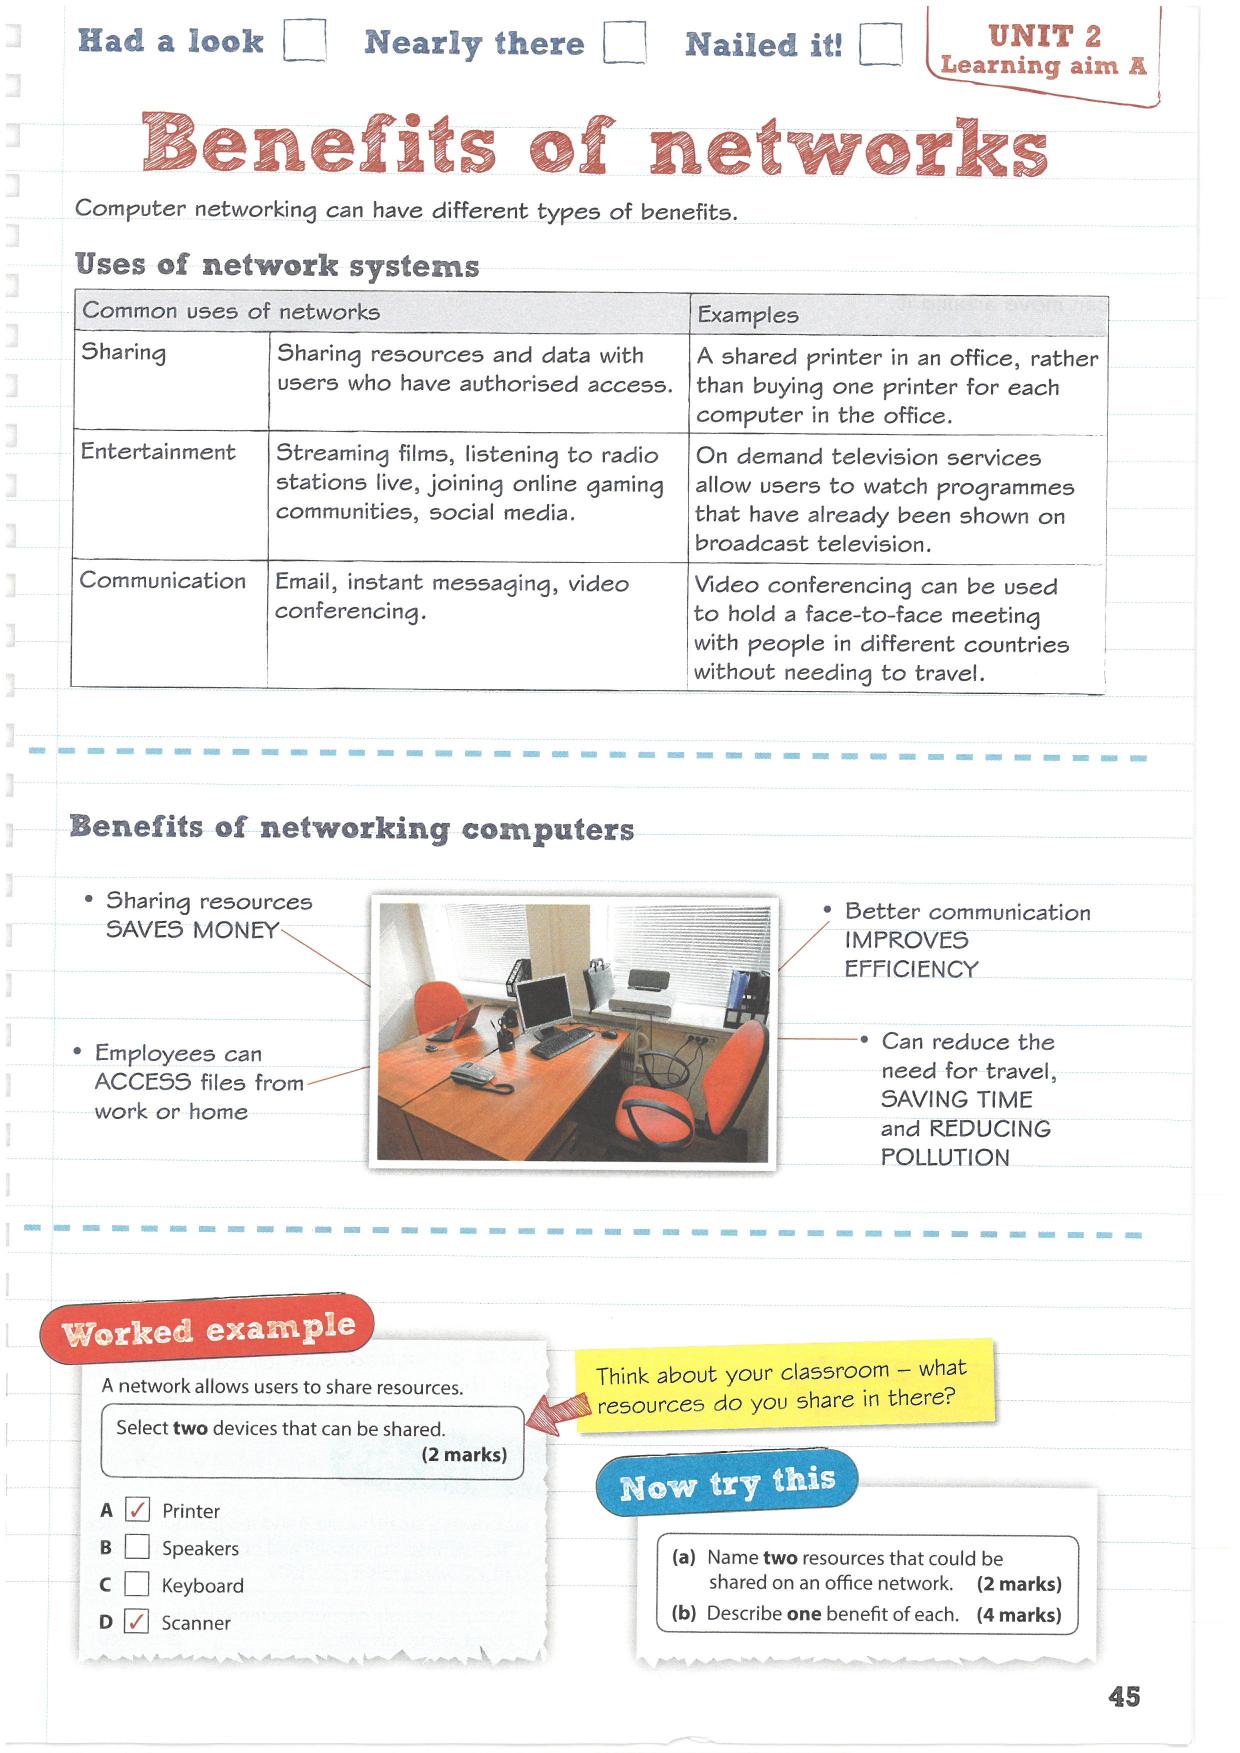 Had a look
Nearly there
Nailed it!
UNIT 2
Learning aim A
Benefits of networks
Computer networking can have different types of benefits.
Uses of network systems
Common uses of networks
Examples
Sharing
Sharing resources and data with
users who have authorised access.
A shared printer in an office, rather
than buying one printer for each
computer in the office.
Entertainment
Streaming films, listening to radio
stations live, joining online gaming
communities, social media.
On demand television services
allow users to watch programmes
that have already been shown on
broadcast television.
Communication
Email, instant messaging, video
conferencing.
Video conferencing can be used
to hold a face-to-face meeting
with people in different countries
without needing to travel.
Benefits of networking computers
• Sharing resources
SAVES MONEY
• Employees can
ACCESS files from
work or home
• Better communication
IMPROVES
EFFICIENCY
• Can reduce the
need for travel,
SAVING TIME
and REDUCING
POLLUTION
Worked example
A network allows users to share resources.
Select two devices that can be shared.
(2 marks)
A ✓ Printer
B Speakers
C Keyboard
D ✓ Scanner
Think about your classroom – what
resources do you share in there?
Now try this
(a) Name two resources that could be
shared on an office network. (2 marks)
(b) Describe one benefit of each. (4 marks)
45